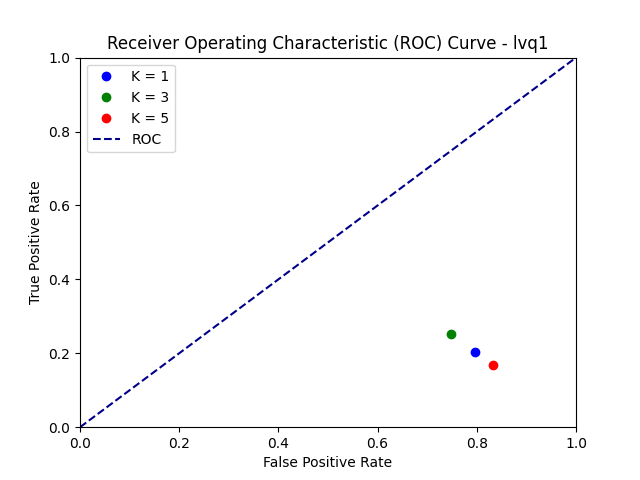 Receiver Operating Characteristic (ROC) Curve - lvq1
K = 1
K = 3
K = 5
ROC
True Positive Rate
1.0
0.8
0.6
0.4
0.2
0.0
0.0 0.2 0.4 0.6 0.8 1.0
False Positive Rate